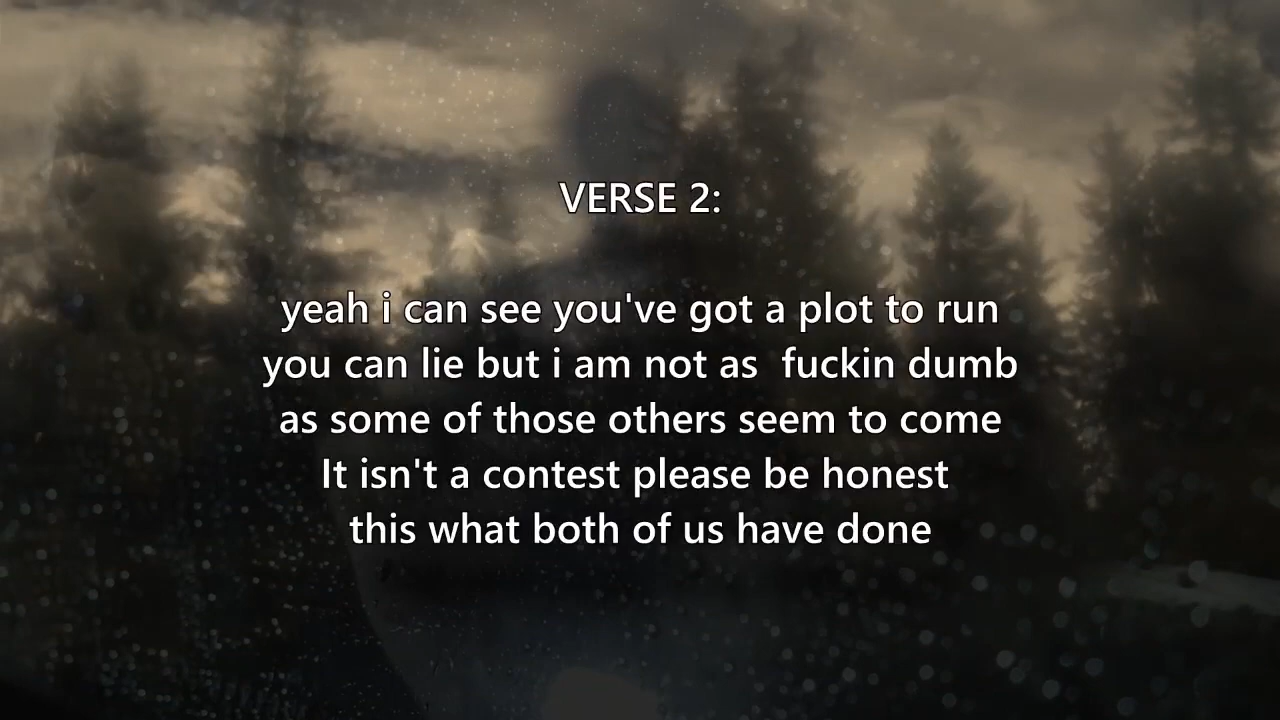 VERSE 2:
yeah i can see you've got a plot to run
you can lie but i am not as  fuckin dumb
as some of those others seem to come
It isn't a contest please be honest
this what both of us have done